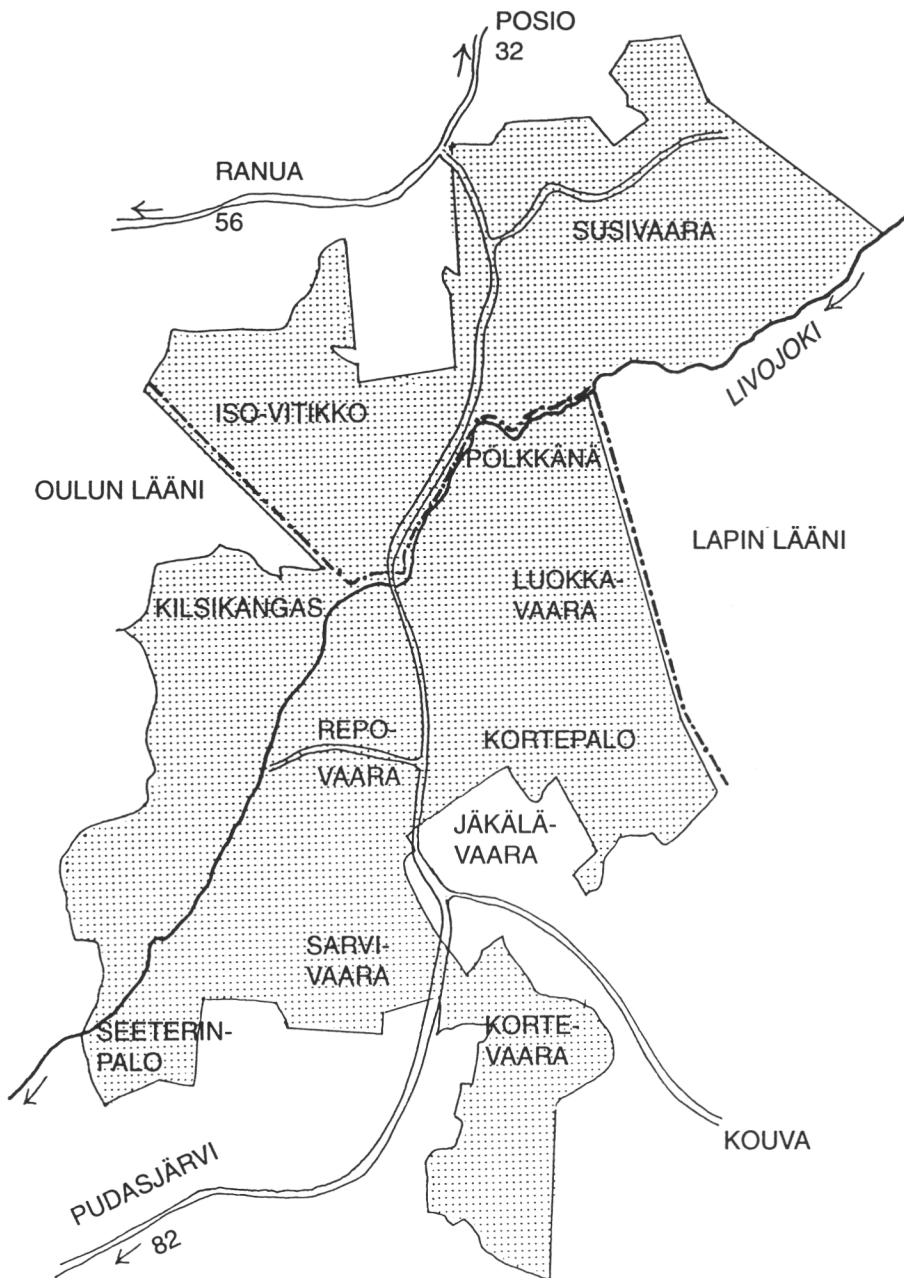 POSIO
32
RANUA
56
SUSIVAARA
LIVOJOKI
ISO-VITIKKO
PÖLKKÄNÄ
OULUN LÄÄNI
LAPIN LÄÄNI
KILSIKANGAS
LUOKKA-
VAARA
REPO-
VAARA
KORTEPALO
JÄKÄLÄ-
VAARA
SARVI-
VAARA
SEETERIN-
PALO
KORTE-
VAARA
KOUVA
PUDASJÄRVI
82